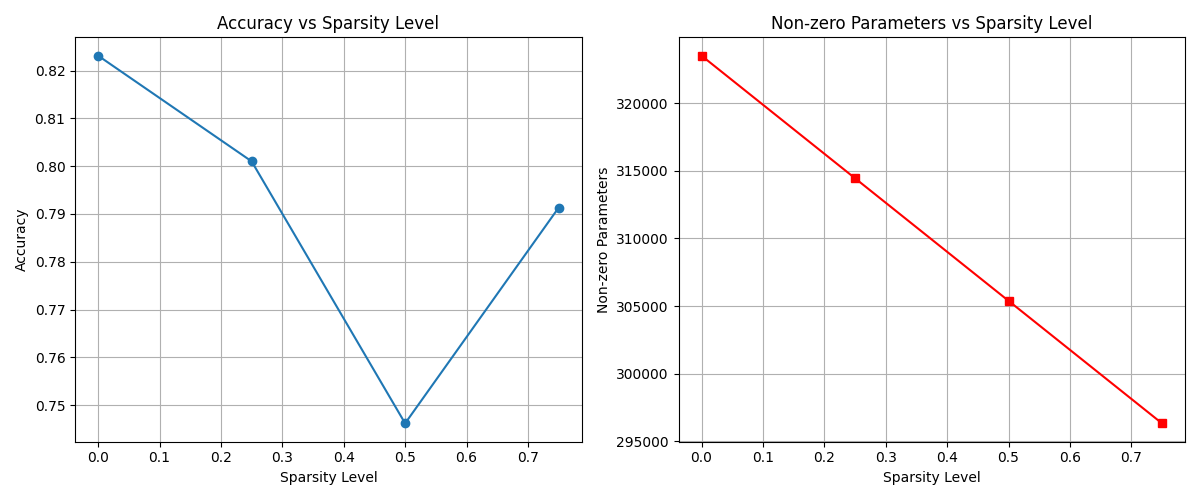 Accuracy vs Sparsity Level
0.82
0.81
0.80
0.79
0.78
0.77
0.76
0.75
Accuracy
0.0 0.1 0.2 0.3 0.4 0.5 0.6 0.7
Sparsity Level
Non-zero Parameters vs Sparsity Level
320000
315000
310000
305000
300000
295000
Non-zero Parameters
0.0 0.1 0.2 0.3 0.4 0.5 0.6 0.7
Sparsity Level